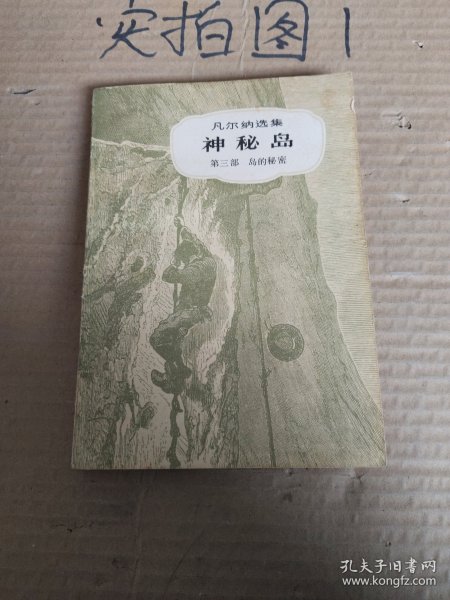 实拍图1
凡尔纳选集
神秘岛
第三部 岛的秘密
孔夫子旧书网
www.kongfz.com